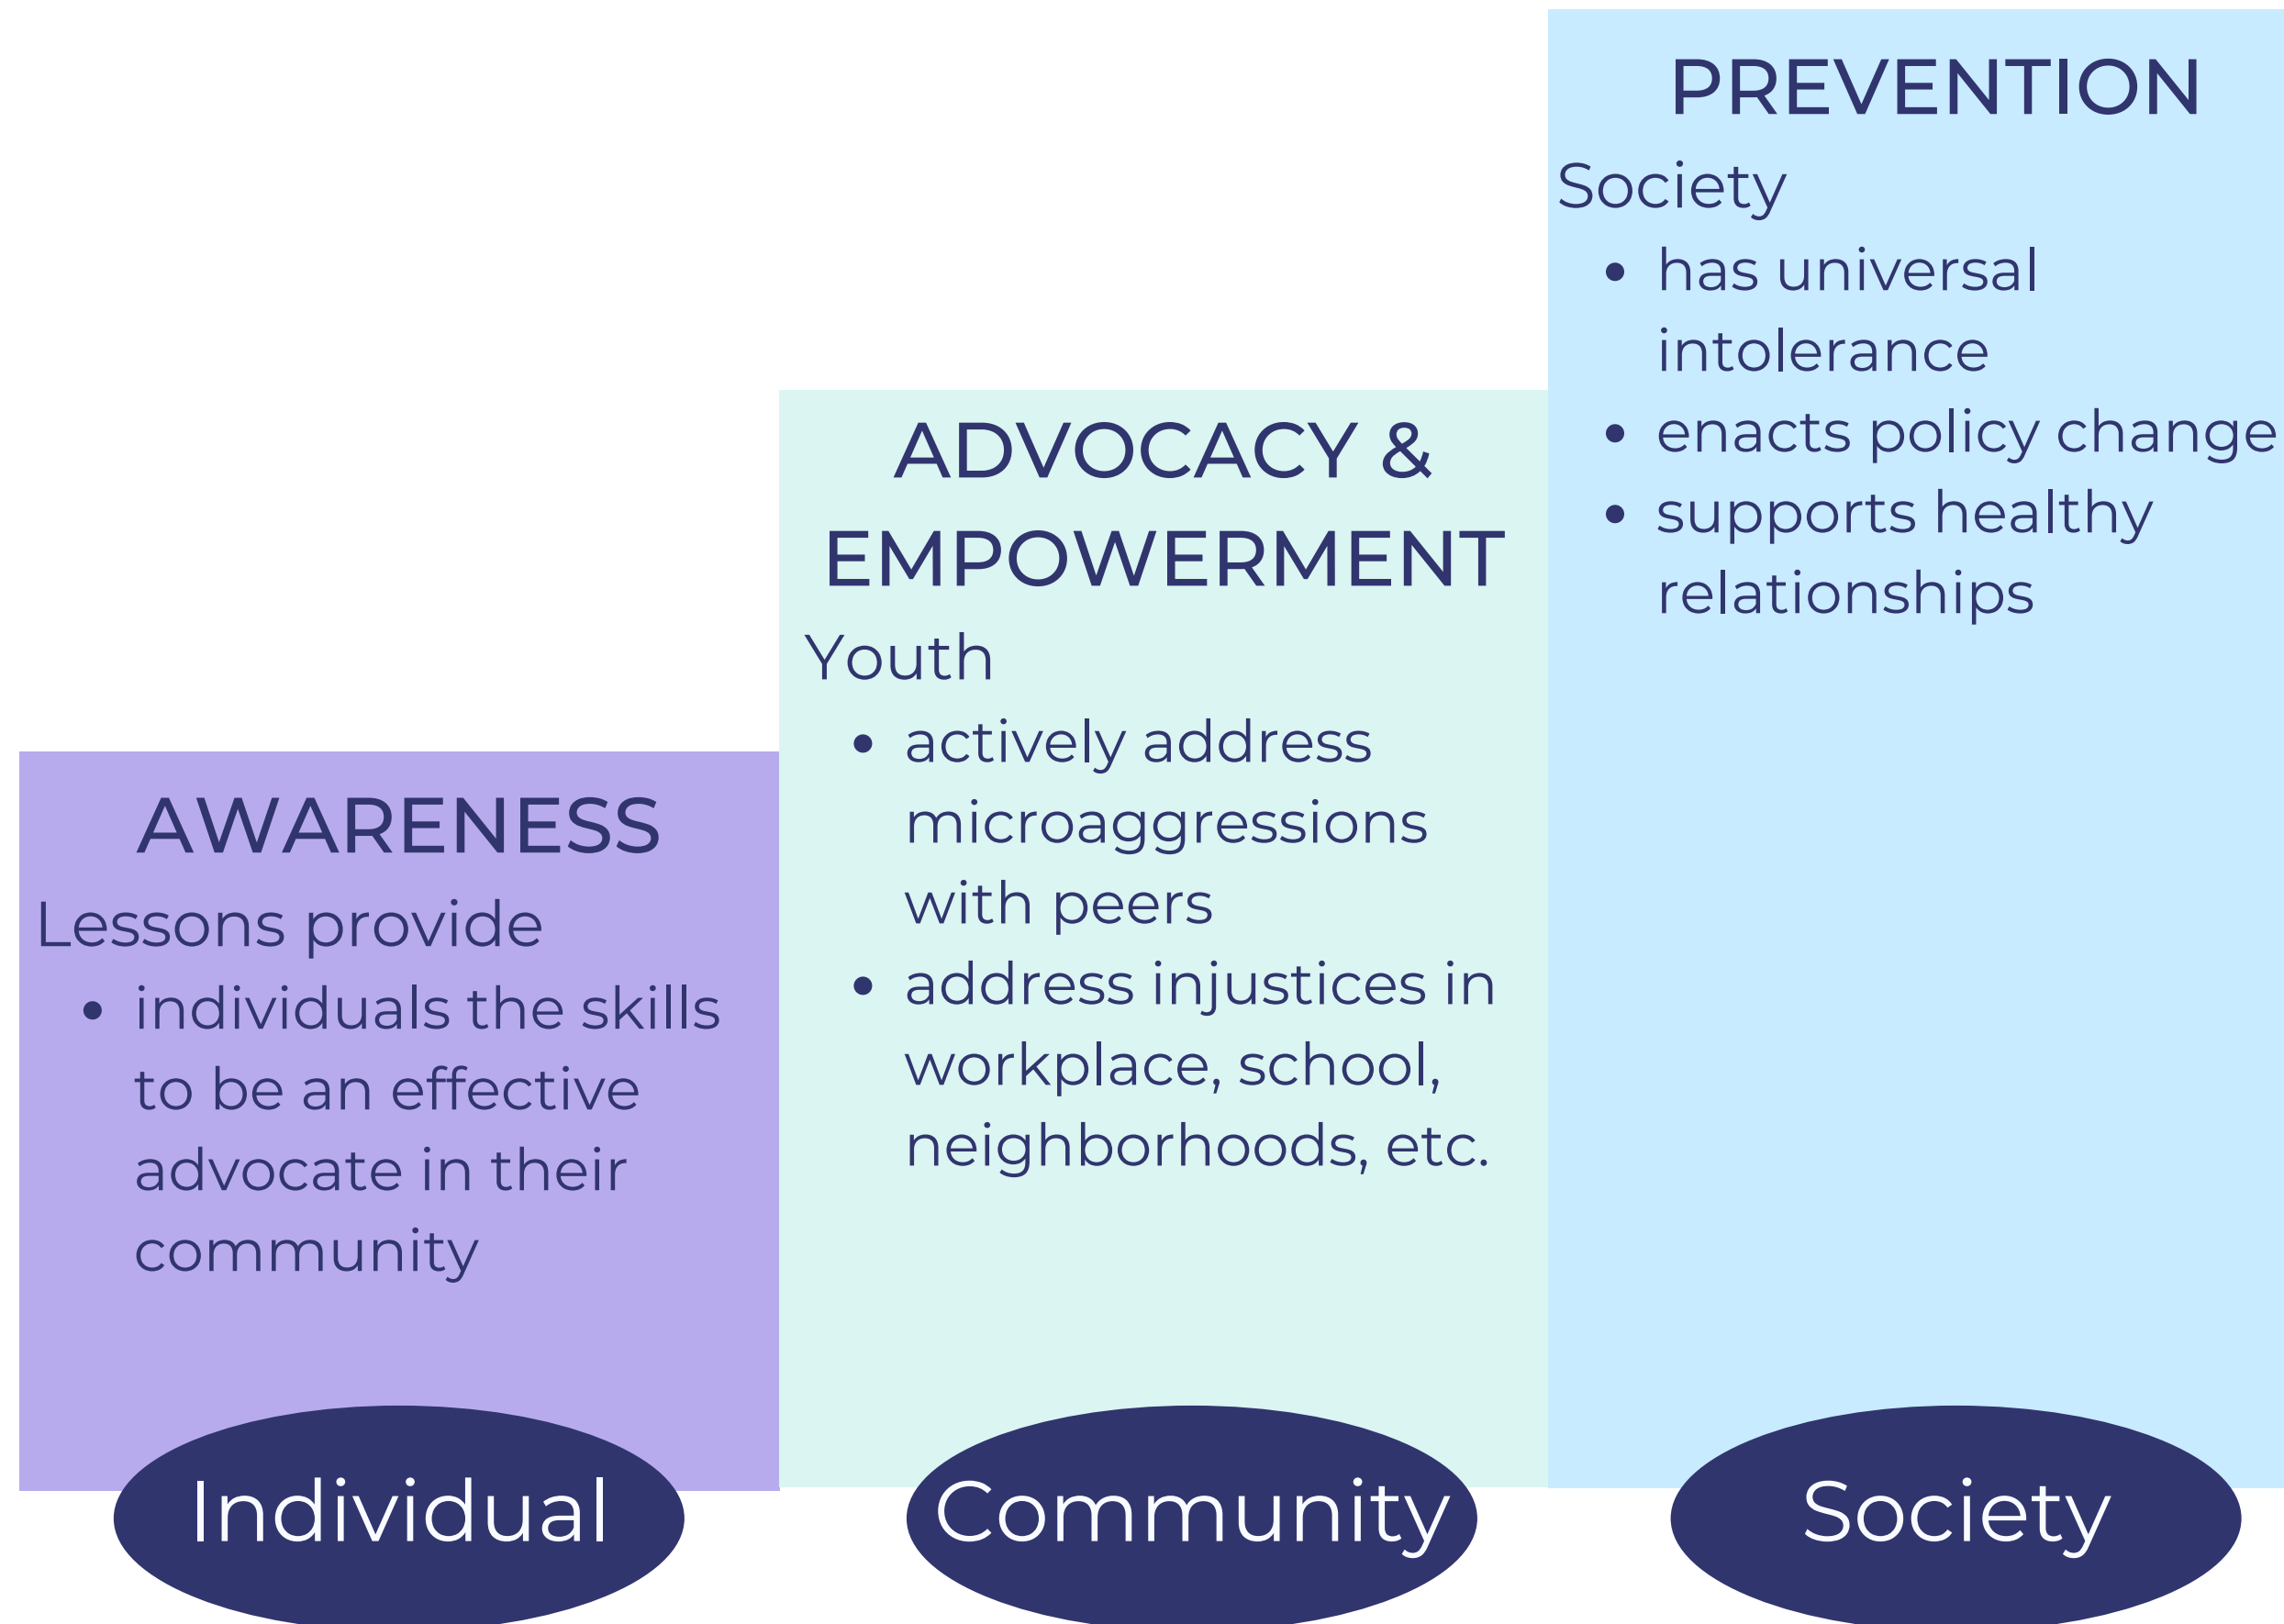 AWARENESS
Lessons provide
• individuals the skills
to be an effective
advocate in their
community
Individual
ADVOCACY &
EMPOWERMENT
Youth
• actively address
microaggressions
with peers
• address injustices in
workplace, school,
neighborhoods, etc.
Community
PREVENTION
Society
• has universal
intolerance
• enacts policy change
• supports healthy
relationships
Society